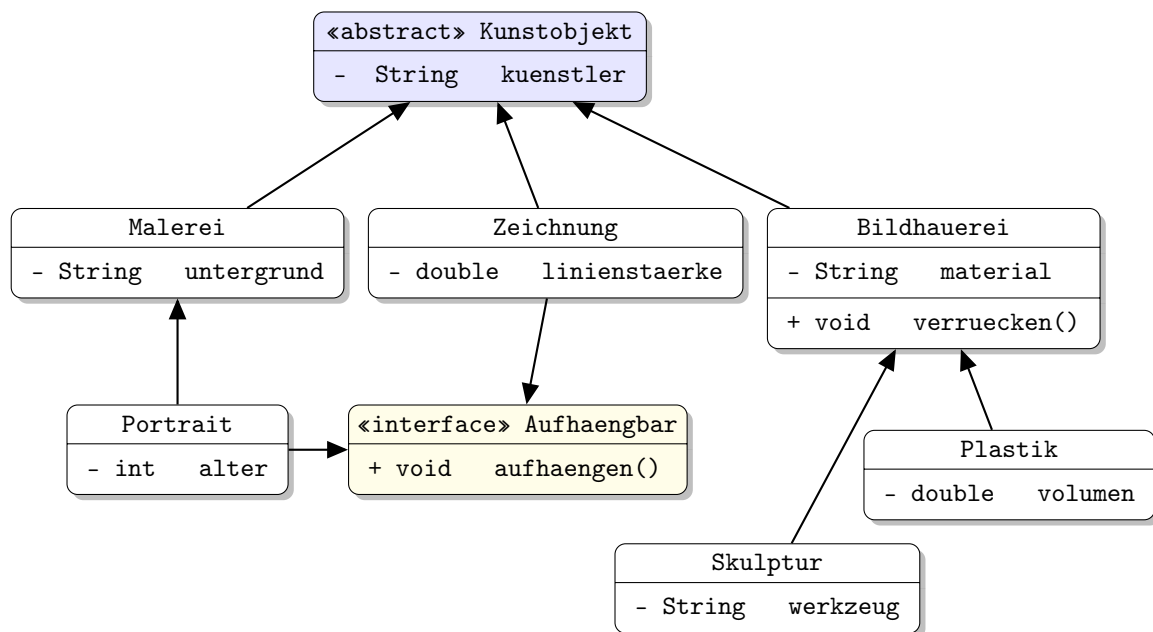 «abstract» Kunstobjekt
- String kuenstler
Malerei
- String untergrund
Zeichnung
- double linienstaerke
Bildhauerei
- String material
+ void verruecken()
Portrait
- int alter
«interface» Aufhaengbar
+ void aufhaengen()
Plastik
- double volumen
Skulptur
- String werkzeug